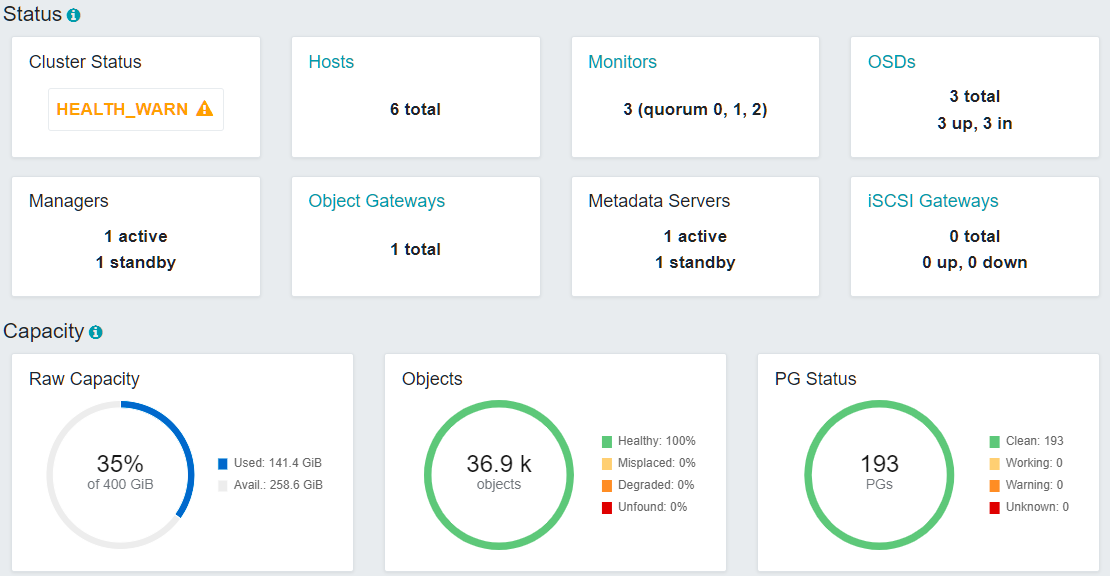 Status
Cluster Status
HEALTH_WARN
Hosts
6 total
Monitors
3 (quorum 0, 1, 2)
OSDs
3 total
3 up, 3 in
Managers
1 active
1 standby
Object Gateways
1 total
Metadata Servers
1 active
1 standby
iSCSI Gateways
0 total
0 up, 0 down
Capacity
Raw Capacity
35%
of 400 GiB
Used: 141.4 GiB
Avail.: 258.6 GiB
Objects
36.9 k
objects
Healthy: 100%
Misplaced: 0%
Degraded: 0%
Unfound: 0%
PG Status
193
PGs
Clean: 193
Working: 0
Warning: 0
Unknown: 0